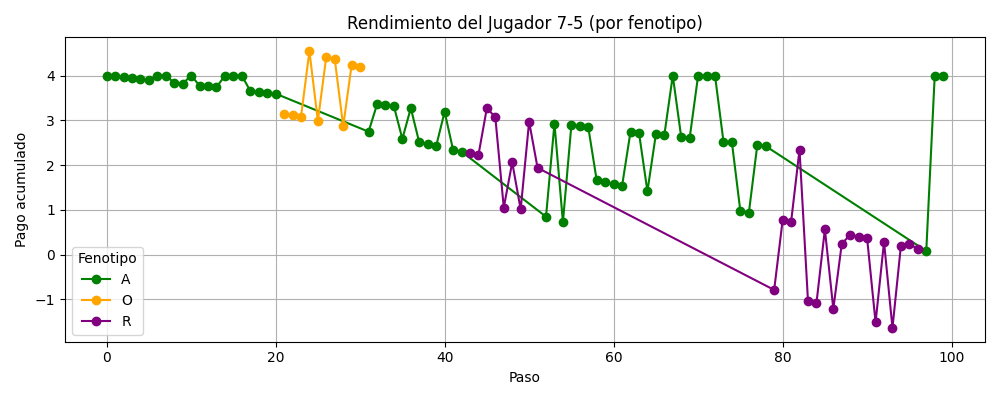 Rendimiento del Jugador 7-5 (por fenotipo)
Pago acumulado
4
3
2
1
0
−1
Fenotipo
A
O
R
0 20 40 60 80 100
Paso